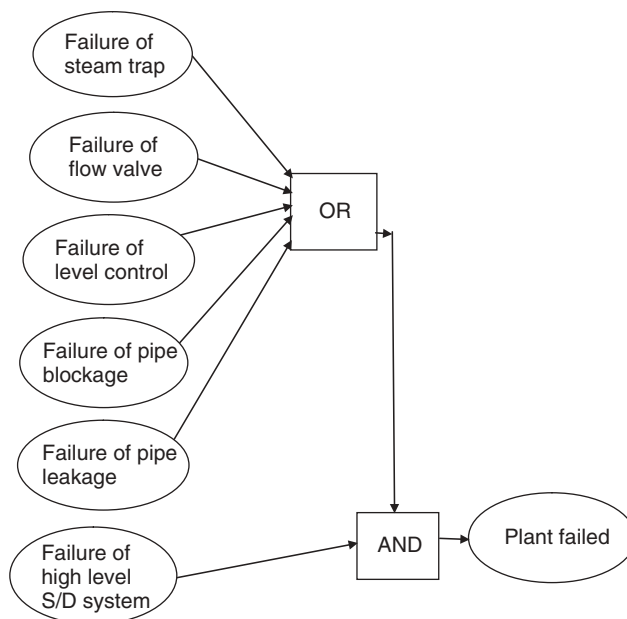 Failure of
steam trap
Failure of
flow valve
OR
Failure of
level control
Failure of pipe
blockage
Failure of pipe
leakage
AND
Plant failed
Failure of
high level
S/D system